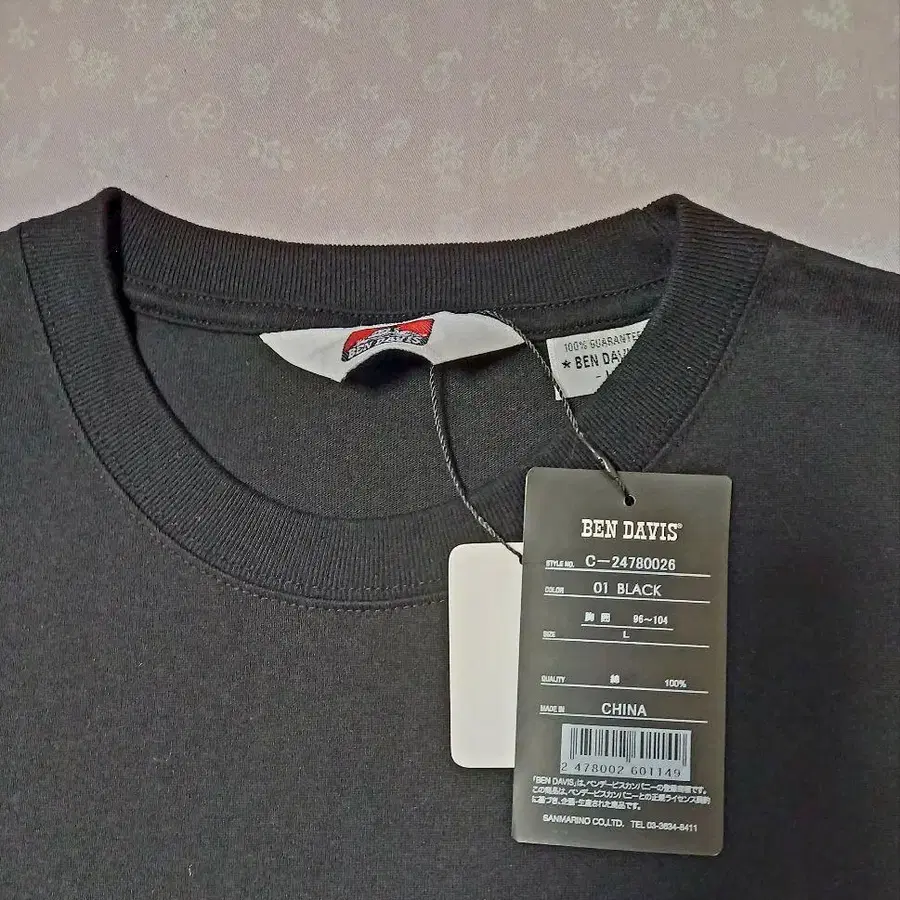 BEN DAVIS
100% GUARANTEE
★ BEN DAVI
BEN DAVIS®
STYLE NO. C-24780026
COLOR 01 BLACK
胸囲 96~104
SIZE L
QUALITY 綿 100%
MADE IN CHINA
2 478002 601149
「BEN DAVIS」は、ベンデービスカンパニーの登録商標です。
この商品は、ベンデービスカンパニーとの正規ライセンス契約
に基づき、企画・生産された商品です。
SANMARINO CO.,LTD. TEL 03-3634-8411